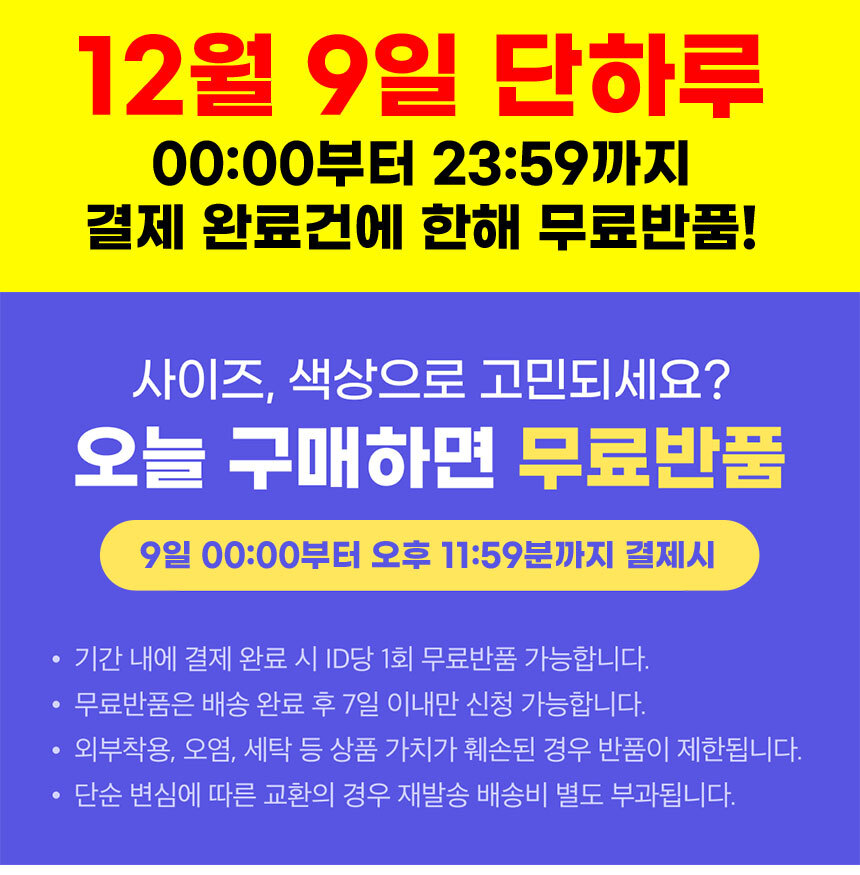 12월 9일 단하루
00:00부터 23:59까지
결제 완료건에 한해 무료반품!
사이즈, 색상으로 고민되세요?
오늘 구매하면 무료반품
9일 00:00부터 오후 11:59분까지 결제시
• 기간 내에 결제 완료 시 ID당 1회 무료반품 가능합니다.
• 무료반품은 배송 완료 후 7일 이내만 신청 가능합니다.
• 외부착용, 오염, 세탁 등 상품 가치가 훼손된 경우 반품이 제한됩니다.
• 단순 변심에 따른 교환의 경우 재발송 배송비 별도 부과됩니다.